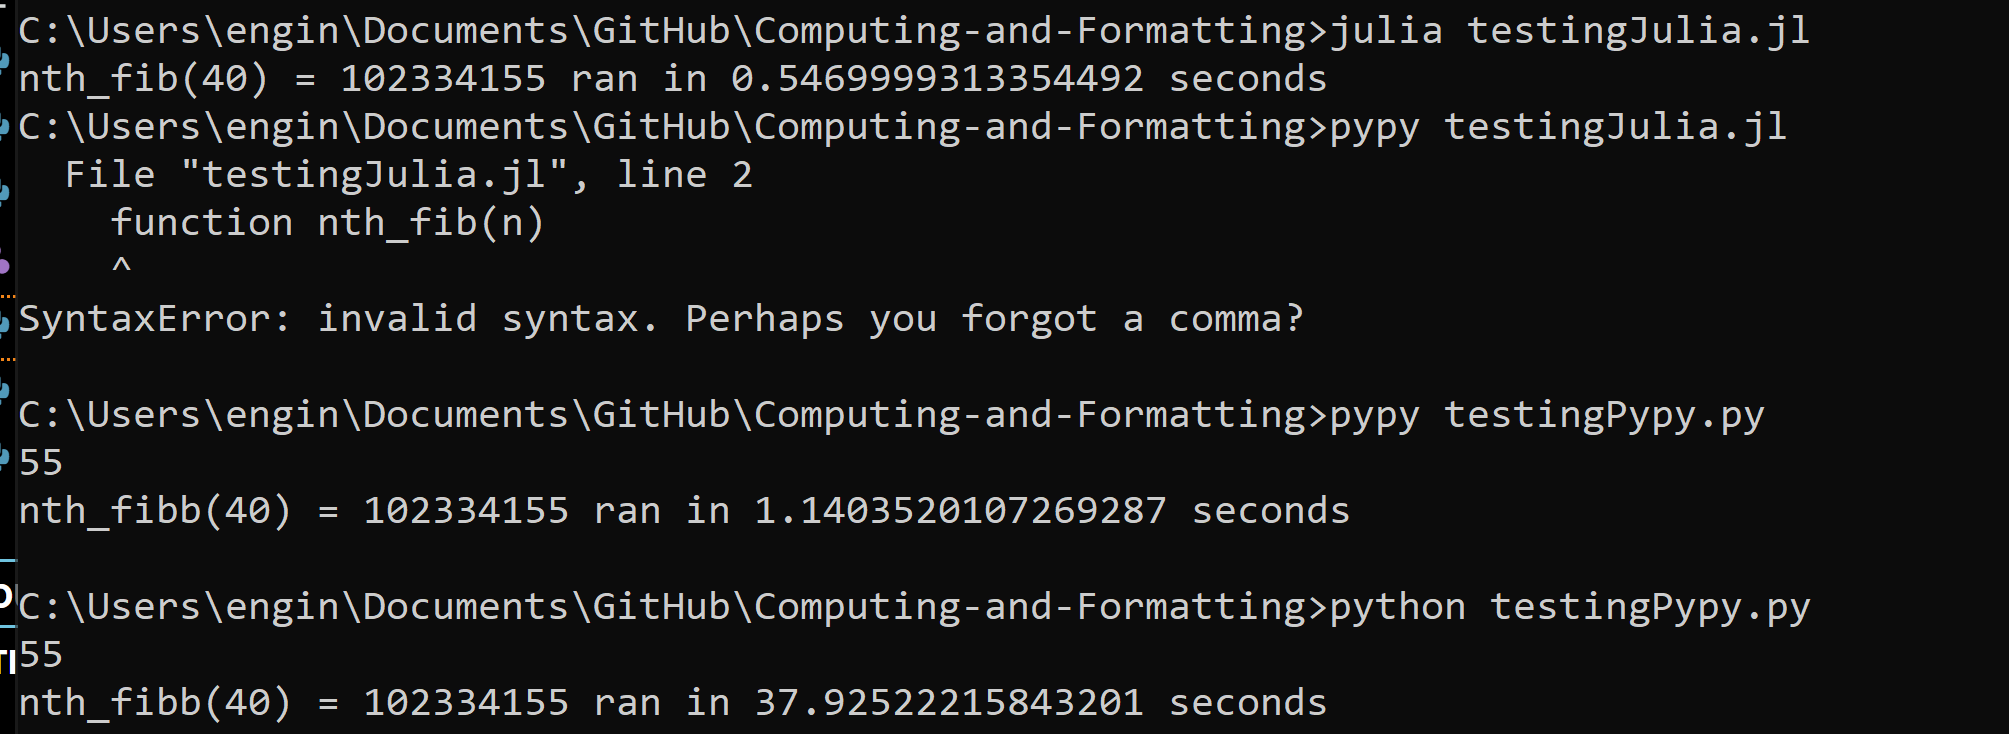 C:\Users\engin\Documents\GitHub\Computing-and-Formatting>julia testingJulia.jl
nth_fib(40) = 102334155 ran in 0.5469999313354492 seconds
C:\Users\engin\Documents\GitHub\Computing-and-Formatting>pypy testingJulia.jl
  File "testingJulia.jl", line 2
    function nth_fib(n)
    ^
SyntaxError: invalid syntax. Perhaps you forgot a comma?
C:\Users\engin\Documents\GitHub\Computing-and-Formatting>pypy testingPypy.py
55
nth_fibb(40) = 102334155 ran in 1.1403520107269287 seconds
C:\Users\engin\Documents\GitHub\Computing-and-Formatting>python testingPypy.py
55
nth_fibb(40) = 102334155 ran in 37.92522215843201 seconds